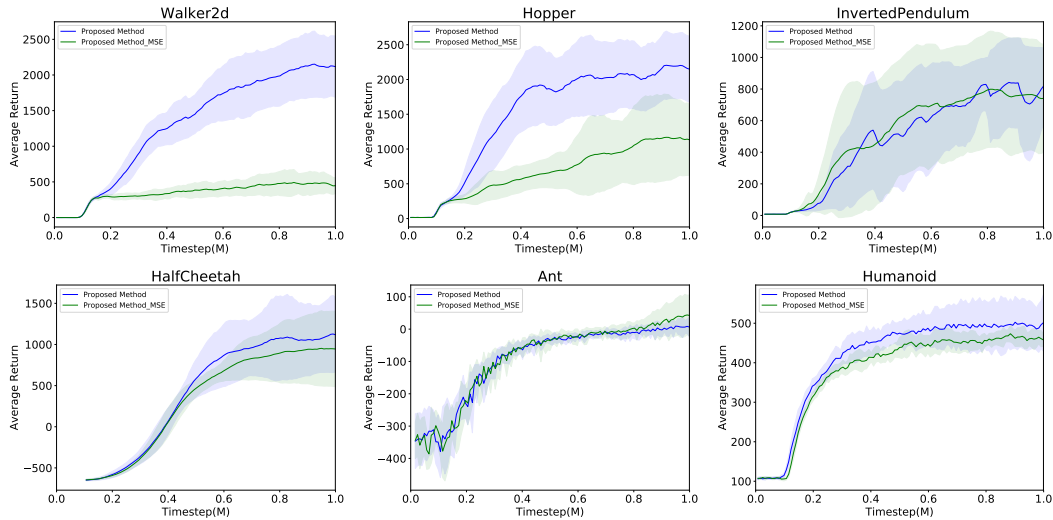 Walker2d
Proposed Method
Proposed Method_MSE
Average Return
2500
2000
1500
1000
500
0
0.0 0.2 0.4 0.6 0.8 1.0
Timestep(M)
Hopper
Proposed Method
Proposed Method_MSE
Average Return
2500
2000
1500
1000
500
0
0.0 0.2 0.4 0.6 0.8 1.0
Timestep(M)
InvertedPendulum
Proposed Method
Proposed Method_MSE
Average Return
1200
1000
800
600
400
200
0
0.0 0.2 0.4 0.6 0.8 1.0
Timestep(M)
HalfCheetah
Proposed Method
Proposed Method_MSE
Average Return
1500
1000
500
0
−500
0.0 0.2 0.4 0.6 0.8 1.0
Timestep(M)
Ant
Proposed Method
Proposed Method_MSE
Average Return
100
0
−100
−200
−300
−400
0.0 0.2 0.4 0.6 0.8 1.0
Timestep(M)
Humanoid
Proposed Method
Proposed Method_MSE
Average Return
500
400
300
200
100
0.0 0.2 0.4 0.6 0.8 1.0
Timestep(M)